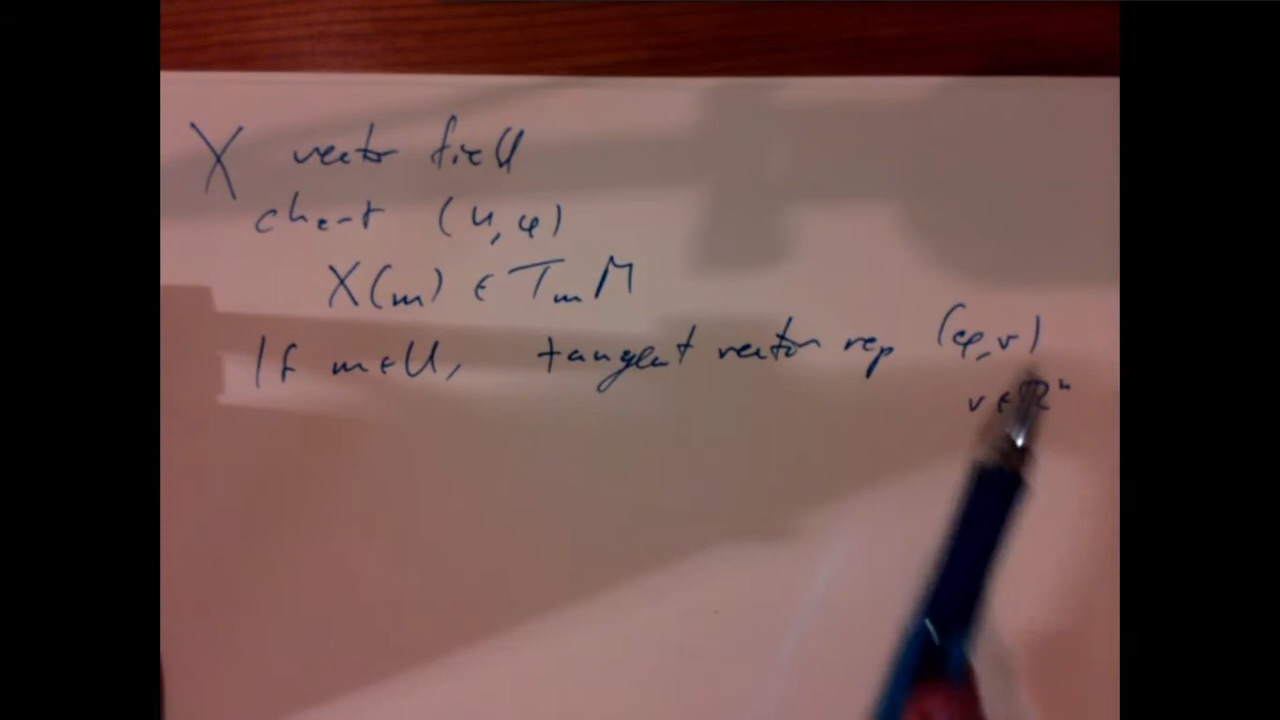 X vector field
chart (U, φ)
X(m) ∈ TₘM
If m∈U, tangent vector rep (φ, v)
v ∈ ℝⁿ